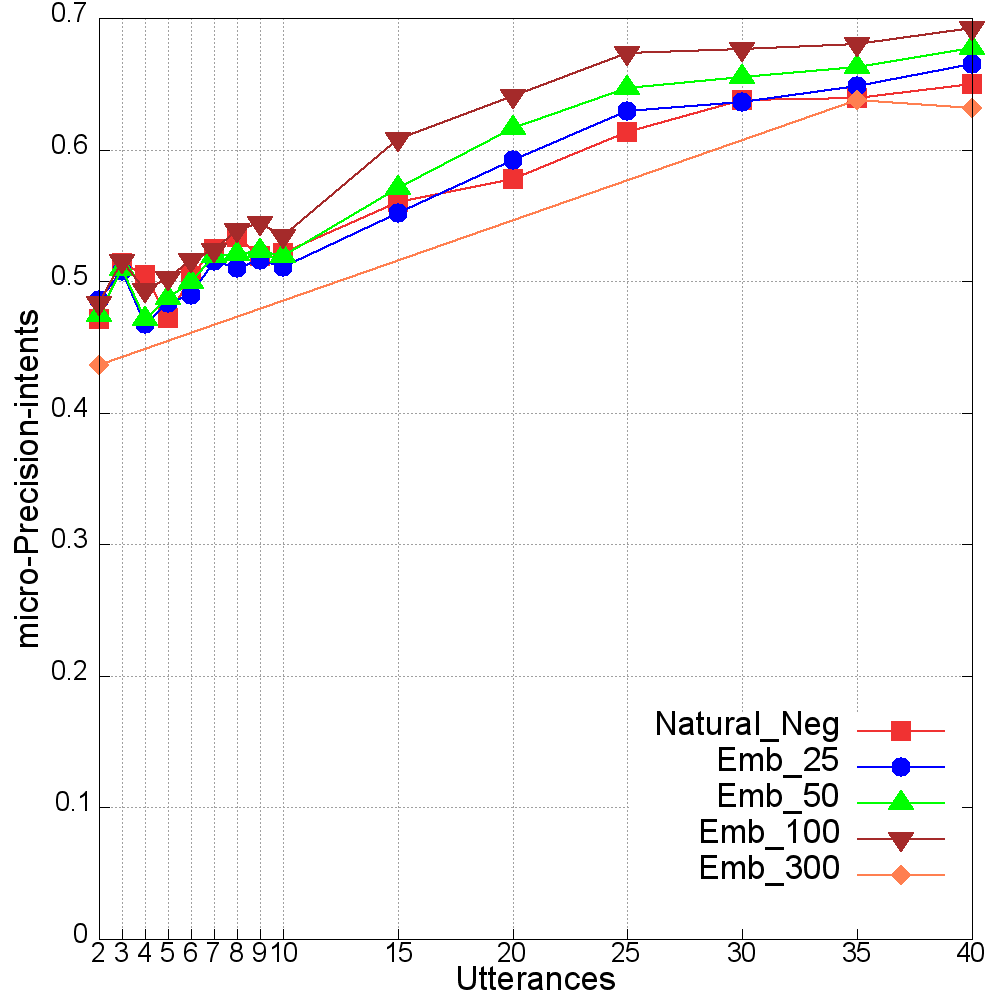 0.7
0.6
0.5
0.4
0.3
0.2
0.1
0
micro-Precision-intents
Natural_Neg
Emb_25
Emb_50
Emb_100
Emb_300
2 3 4 5 6 7 8 9 10 15 20 25 30 35 40
Utterances